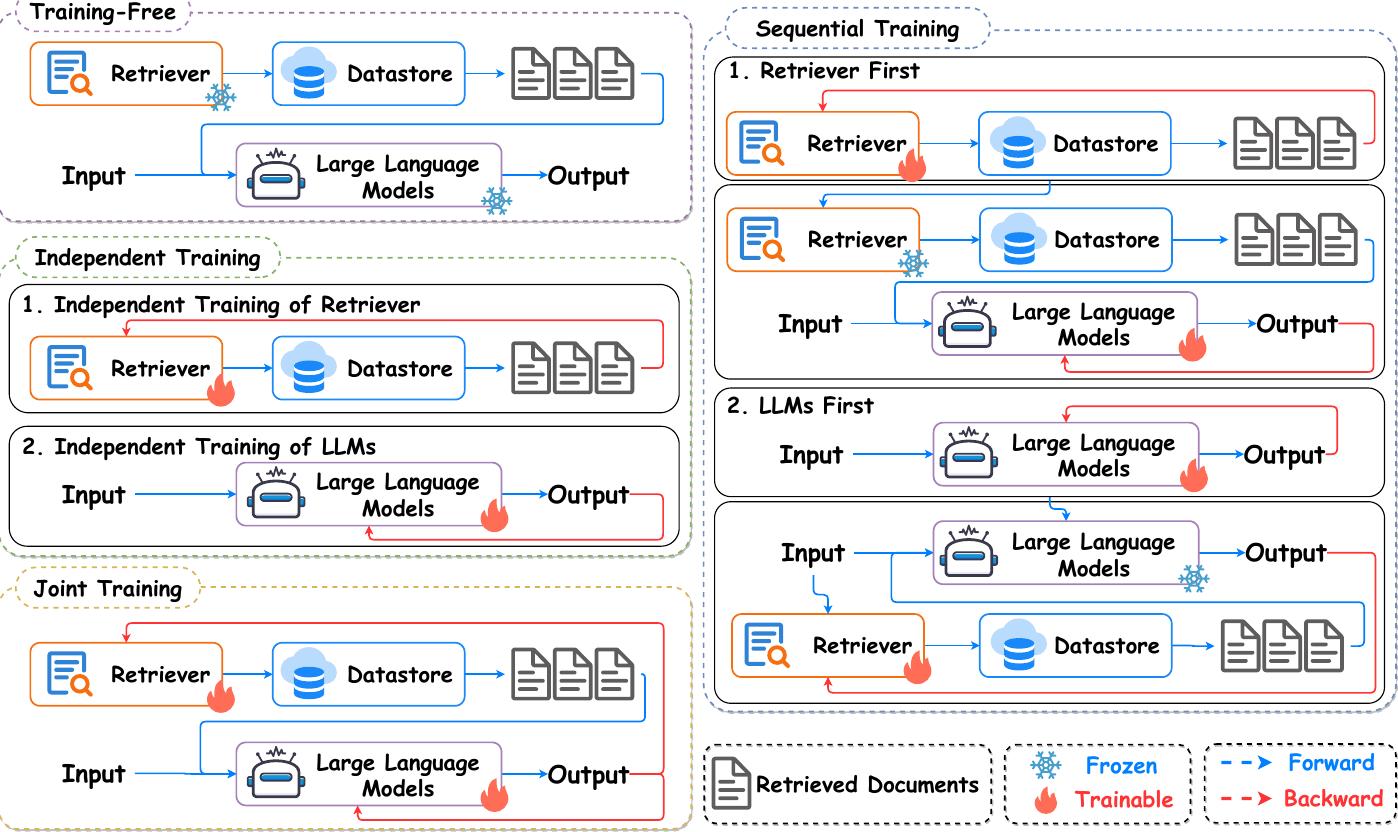 Training-Free
Retriever
Datastore
Input
Large Language
Models
Output
Independent Training
1. Independent Training of Retriever
Retriever
Datastore
2. Independent Training of LLMs
Input
Large Language
Models
Output
Joint Training
Retriever
Datastore
Input
Large Language
Models
Output
Sequential Training
1. Retriever First
Retriever
Datastore
Retriever
Datastore
Input
Large Language
Models
Output
2. LLMs First
Input
Large Language
Models
Output
Input
Large Language
Models
Output
Retriever
Datastore
Retrieved Documents
Frozen
Trainable
Forward
Backward